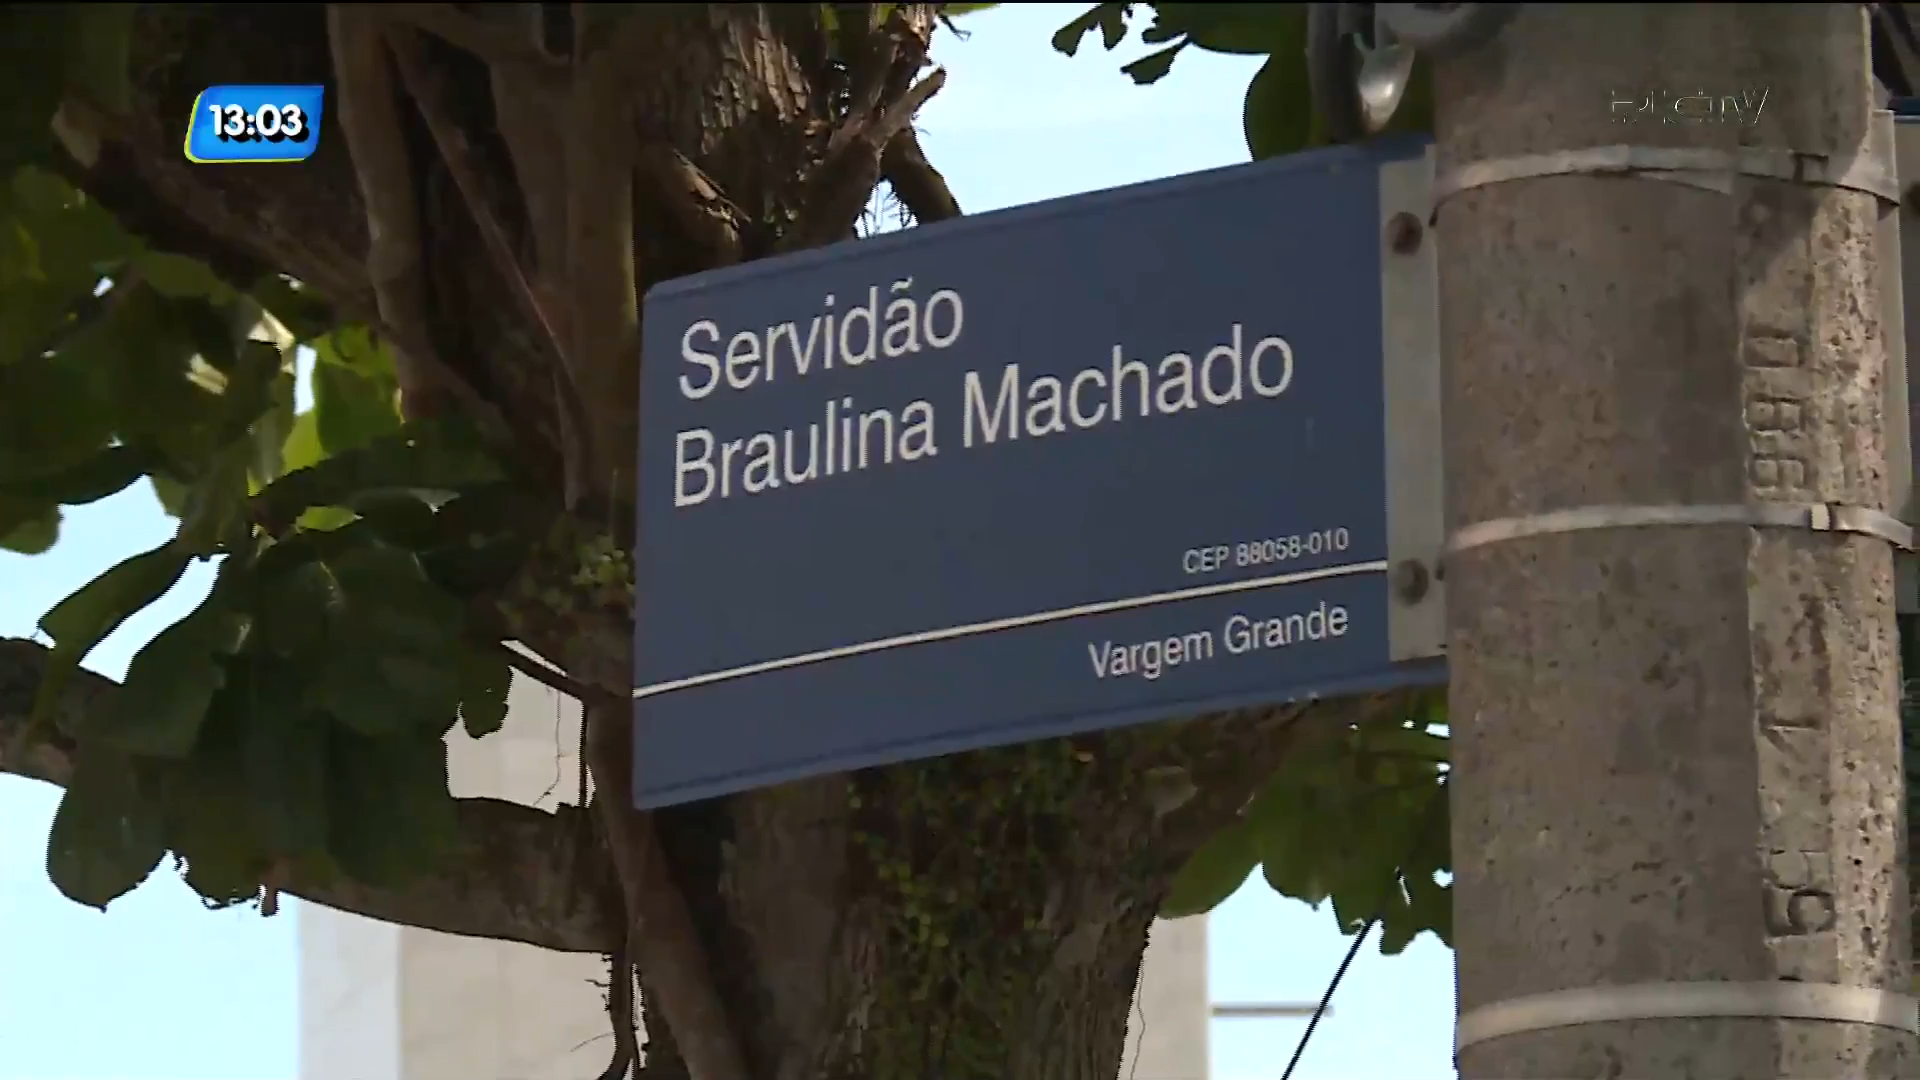 13:03
Servidão
Braulina Machado
CEP 88058-010
Vargem Grande